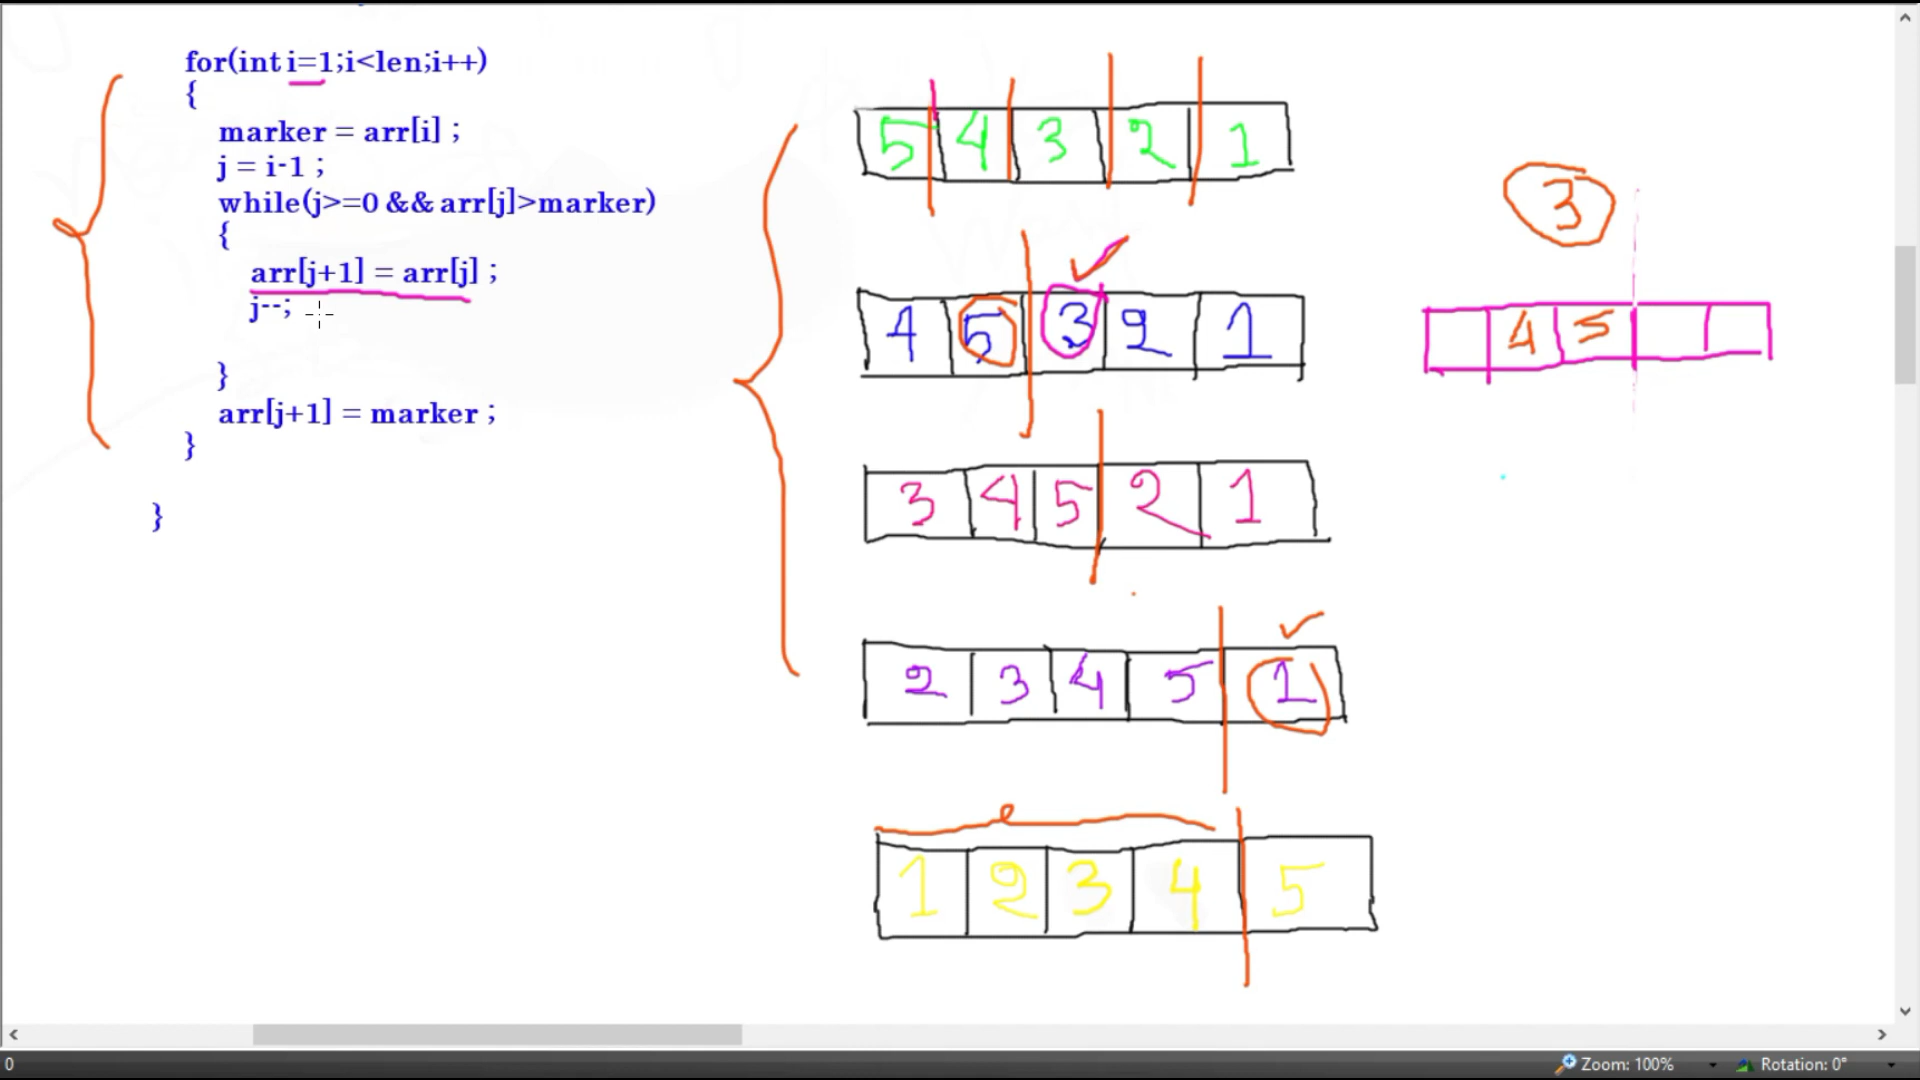 for(int i=1;i<len;i++)
{
marker = arr[i] ;
j = i-1 ;
while(j>=0 && arr[j]>marker)
{
arr[j+1] = arr[j] ;
j--;
}
arr[j+1] = marker ;
}
}
5 4 3 2 1
4 5 3 2 1
3 4 5 2 1
2 3 4 5 1
1 2 3 4 5
3
4 5
0
Zoom: 100%
Rotation: 0°